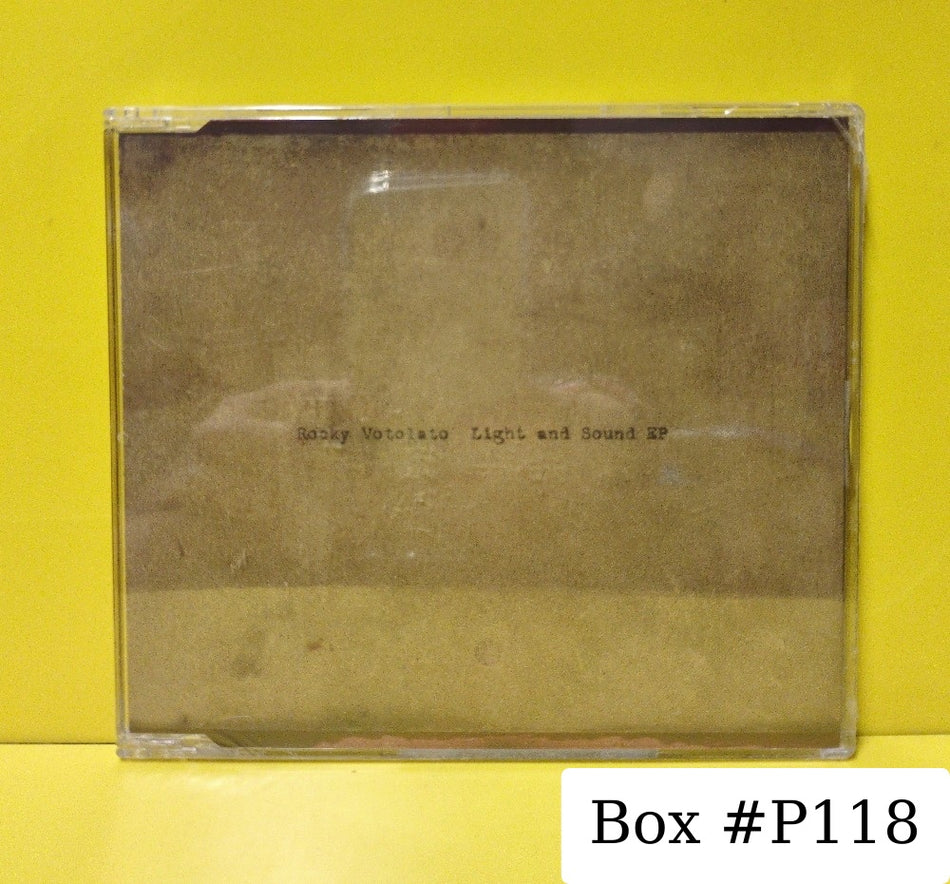 Rocky Votolato Light and Sound EP
Box #P118